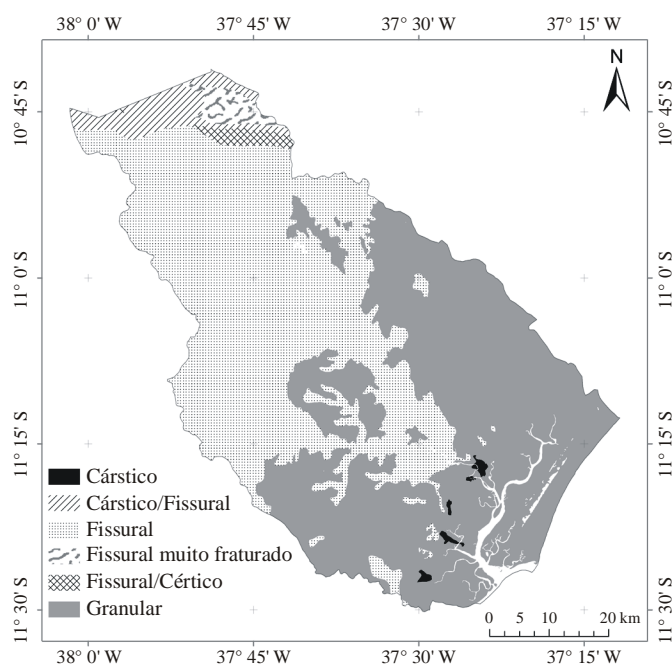 38° 0' W 37° 45' W 37° 30' W 37° 15' W
N
10° 45' S
10° 45' S
11° 0' S
11° 0' S
11° 15' S
11° 15' S
Cárstico
Cárstico/Fissural
Fissural
Fissural muito fraturado
Fissural/Cértico
Granular
11° 30' S
11° 30' S
0 5 10 20 km
38° 0' W 37° 45' W 37° 30' W 37° 15' W